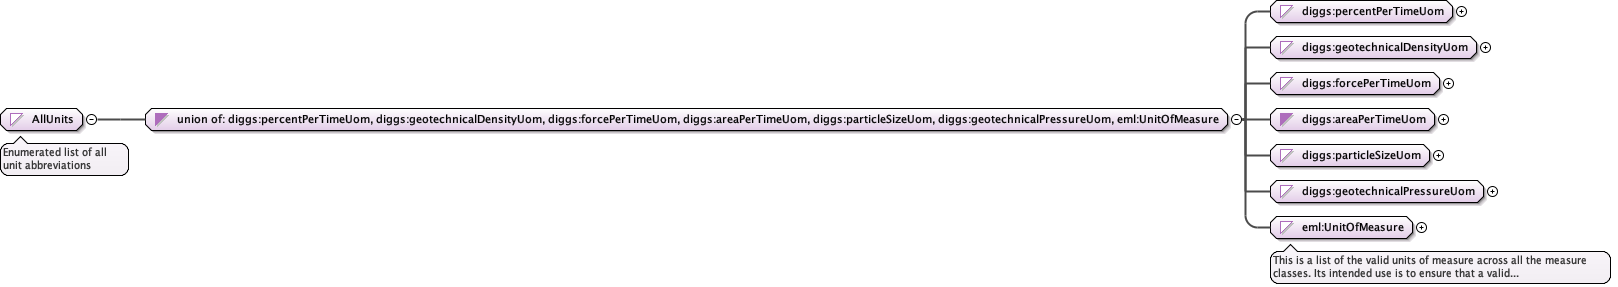 AllUnits
Enumerated list of all
unit abbreviations
union of: diggs:percentPerTimeUom, diggs:geotechnicalDensityUom, diggs:forcePerTimeUom, diggs:areaPerTimeUom, diggs:particleSizeUom, diggs:geotechnicalPressureUom, eml:UnitOfMeasure
diggs:percentPerTimeUom
diggs:geotechnicalDensityUom
diggs:forcePerTimeUom
diggs:areaPerTimeUom
diggs:particleSizeUom
diggs:geotechnicalPressureUom
eml:UnitOfMeasure
This is a list of the valid units of measure across all the measure
classes. Its intended use is to ensure that a valid...